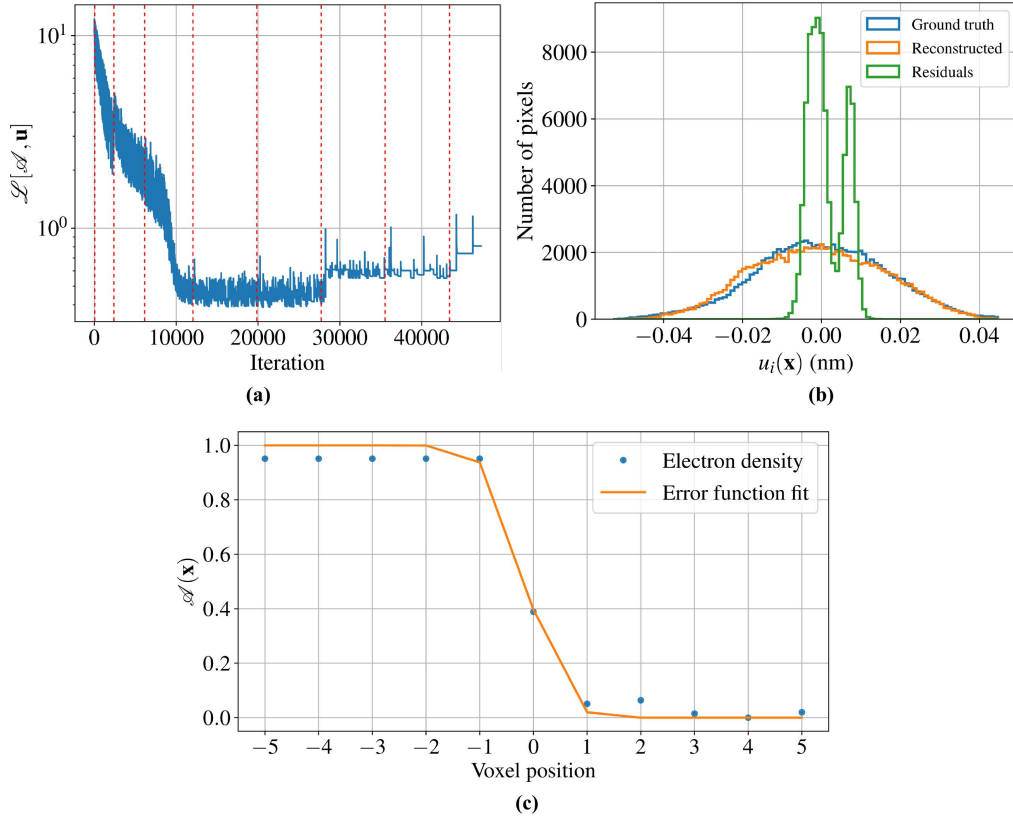 10^1
10^0
ℒ[𝒜, u]
0 10000 20000 30000 40000
Iteration
(a)
8000
6000
4000
2000
0
Number of pixels
Ground truth
Reconstructed
Residuals
−0.04 −0.02 0.00 0.02 0.04
u_i(x) (nm)
(b)
1.0
0.8
0.6
0.4
0.2
0.0
𝒜(x)
Electron density
Error function fit
−5 −4 −3 −2 −1 0 1 2 3 4 5
Voxel position
(c)